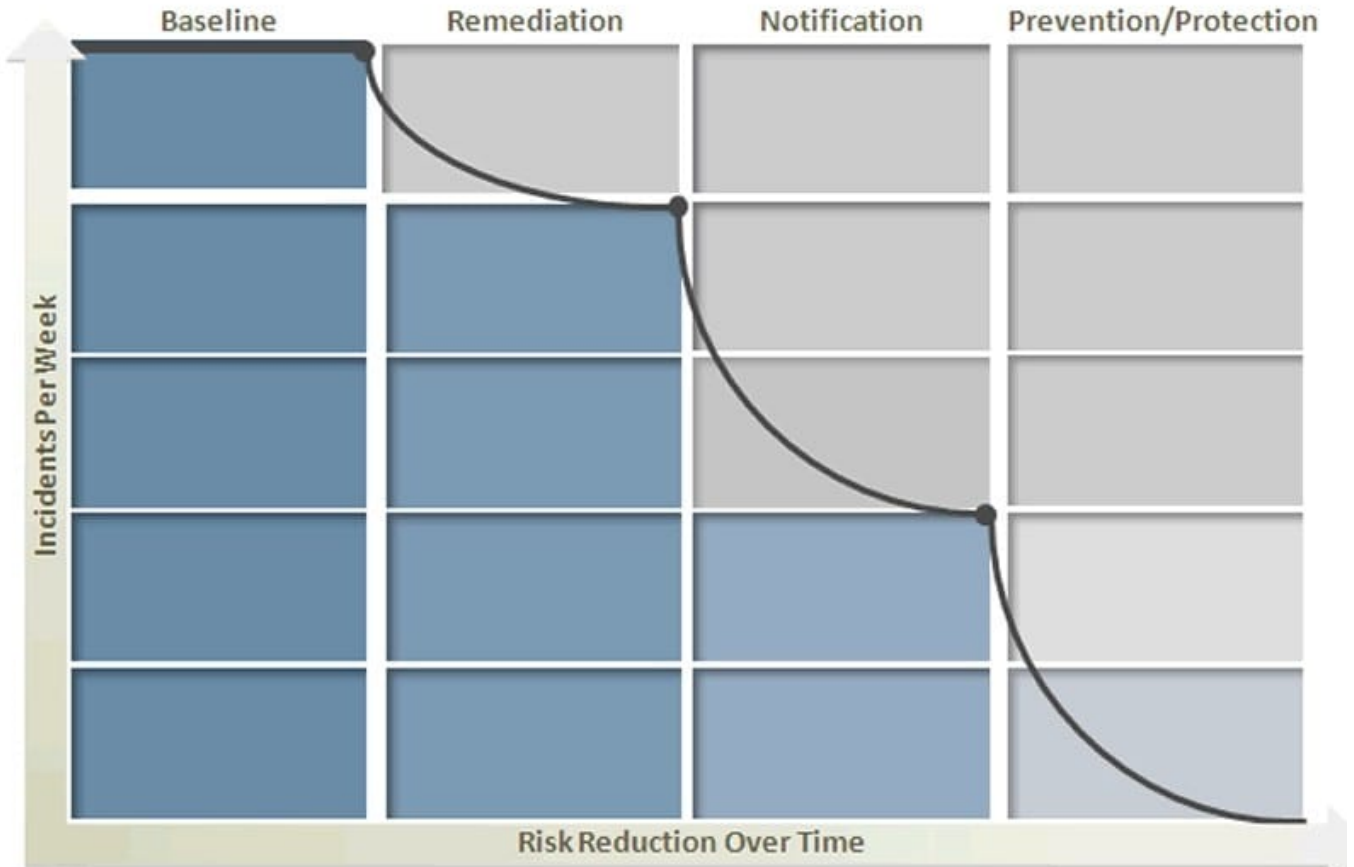 Baseline
Remediation
Notification
Prevention/Protection
Incidents Per Week
Risk Reduction Over Time